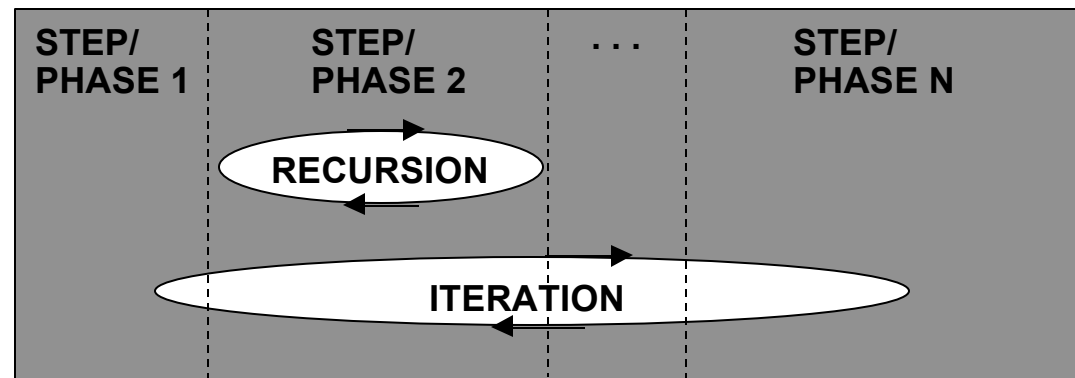 STEP/
PHASE 1
STEP/
PHASE 2
. . .
STEP/
PHASE N
RECURSION
ITERATION